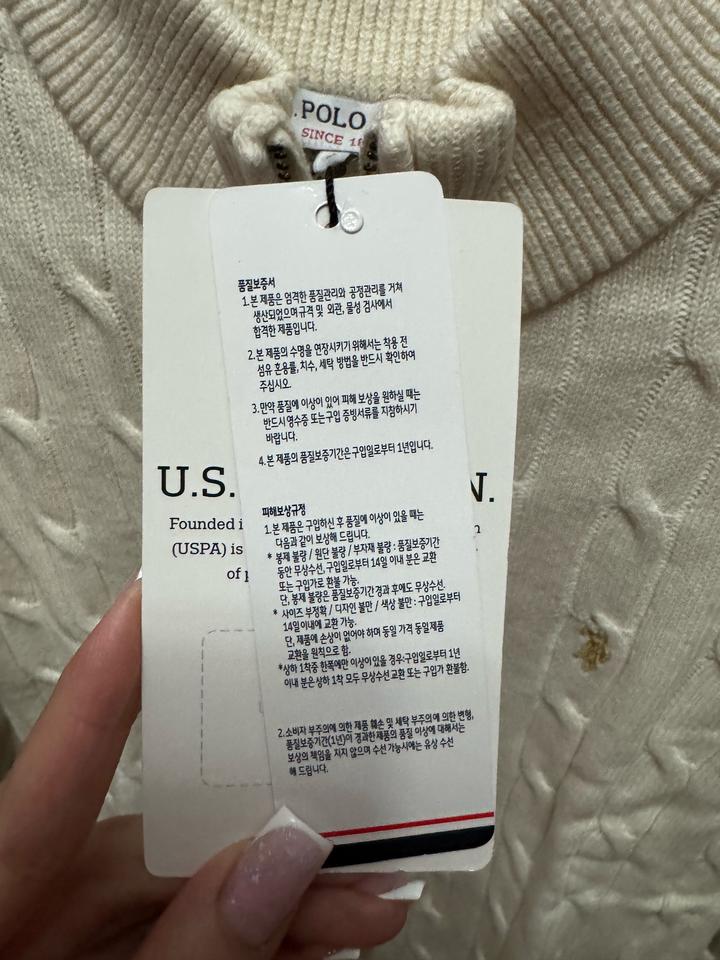 . POLO
SINCE 18
품질보증서
1.본 제품은 엄격한 품질관리와 공정관리를 거쳐
생산되었으며 규격 및 외관, 물성 검사에서
합격한 제품입니다.
2.본 제품의 수명을 연장시키기 위해서는 착용 전
섬유 혼용률, 치수, 세탁 방법을 반드시 확인하여
주십시오.
3.만약 품질에 이상이 있어 피해 보상을 원하실 때는
반드시 영수증 또는 구입 증빙서류를 지침하시기
바랍니다.
4.본 제품의 품질보증기간은 구입일로부터 1년입니다.
피해보상규정
1.본 제품은 구입하신 후 품질에 이상이 있을 때는
다음과 같이 보상해 드립니다.
* 봉제 불량 / 원단 불량 / 부자재 불량 : 품질보증기간
동안 무상수선, 구입일로부터 14일 이내 분은 교환
또는 구입가로 환불 가능.
단, 봉제 불량은 품질보증기간 경과 후에도 무상수선.
* 사이즈 부정확 / 디자인 불만 / 색상 불만 : 구입일로부터
14일 이내에 교환 가능.
단, 제품에 손상이 없어야 하며 동일 가격 동일 제품
교환을 원칙으로 함.
*상하 1착중 한쪽에만 이상이 있을 경우:구입일로부터 1년
이내 분은 상하 1착 모두 무상수선 교환 또는 구입가 환불함.
2.소비자 부주의에 의한 제품 훼손 및 세탁 부주의에 의한 변형,
품질보증기간(1년)이 경과한 제품의 품질 이상에 대해서는
보상의 책임을 지지 않으며 수선 가능시에는 유상 수선
해 드립니다.
U.S. N.
Founded i n
(USPA) is
of p